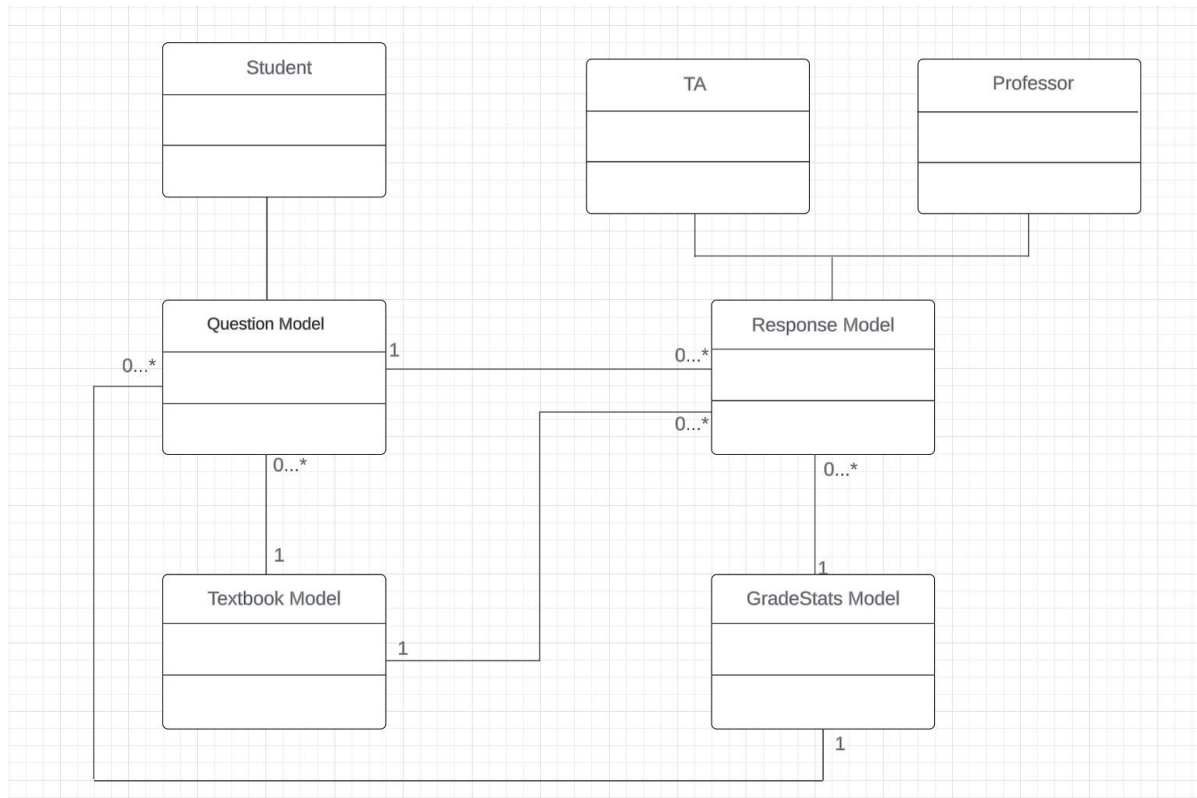 Student
TA
Professor
Question Model
Response Model
1
0...*
0...*
0...*
0...*
0...*
1
1
Textbook Model
GradeStats Model
1
1